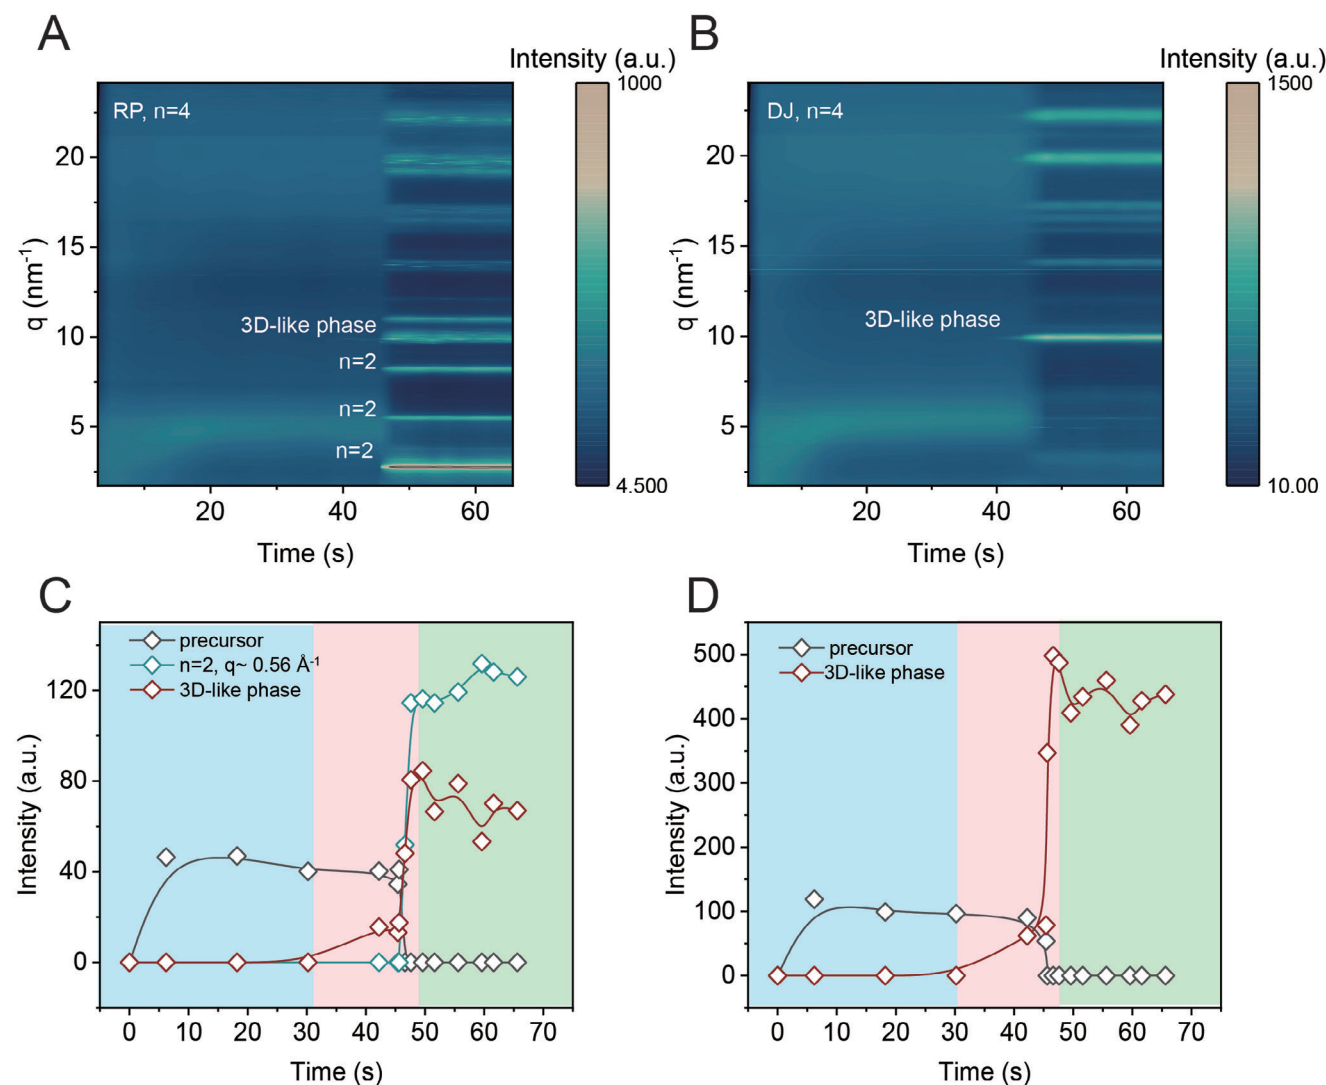 A
Intensity (a.u.)
1000
RP, n=4
20
15
10
5
q (nm⁻¹)
3D-like phase
n=2
n=2
n=2
4.500
20 40 60
Time (s)
B
Intensity (a.u.)
1500
DJ, n=4
20
15
10
5
q (nm⁻¹)
3D-like phase
10.00
20 40 60
Time (s)
C
precursor
n=2, q~ 0.56 Å⁻¹
3D-like phase
120
80
40
0
Intensity (a.u.)
0 10 20 30 40 50 60 70
Time (s)
D
precursor
3D-like phase
500
400
300
200
100
0
Intensity (a.u.)
0 10 20 30 40 50 60 70
Time (s)